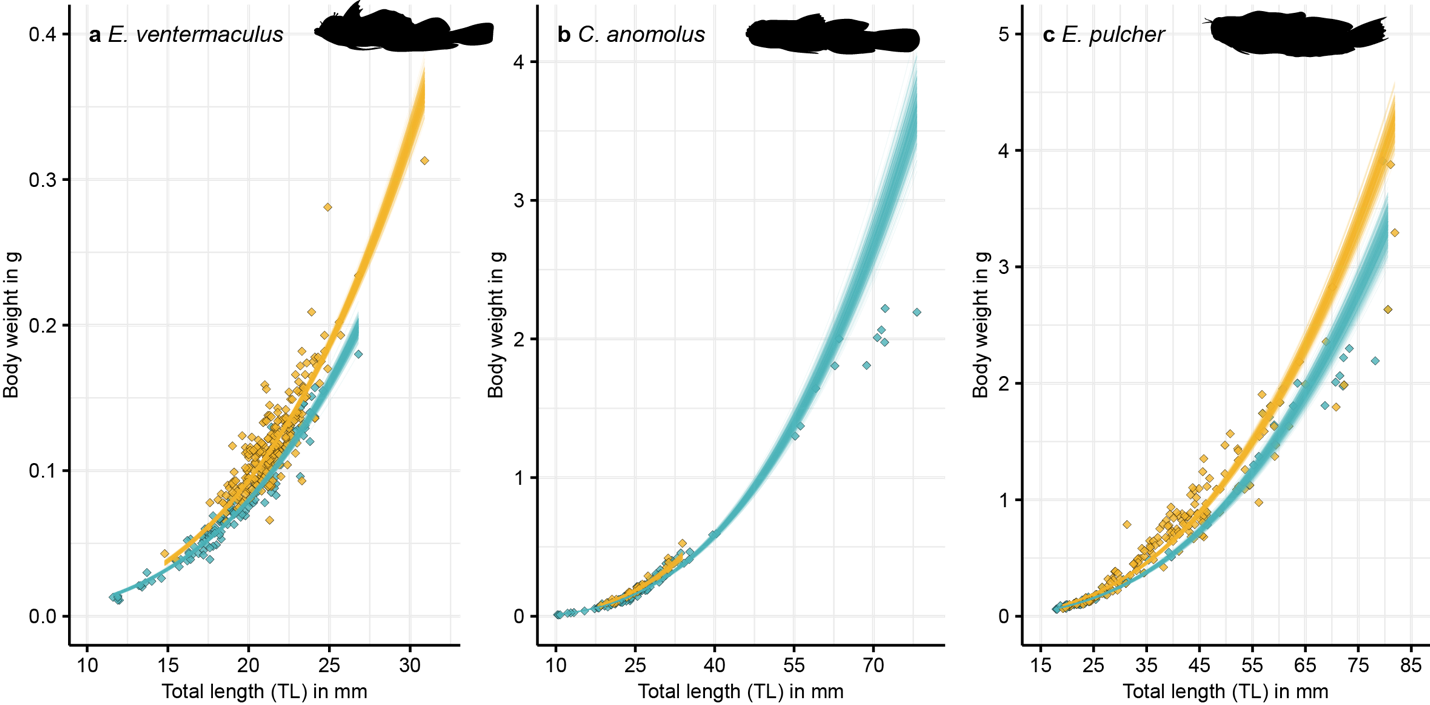 a E. ventermaculus
0.4
0.3
0.2
0.1
0.0
Body weight in g
10 15 20 25 30
Total length (TL) in mm
b C. anomolus
4
3
2
1
0
Body weight in g
10 25 40 55 70
Total length (TL) in mm
c E. pulcher
5
4
3
2
1
0
Body weight in g
15 25 35 45 55 65 75 85
Total length (TL) in mm